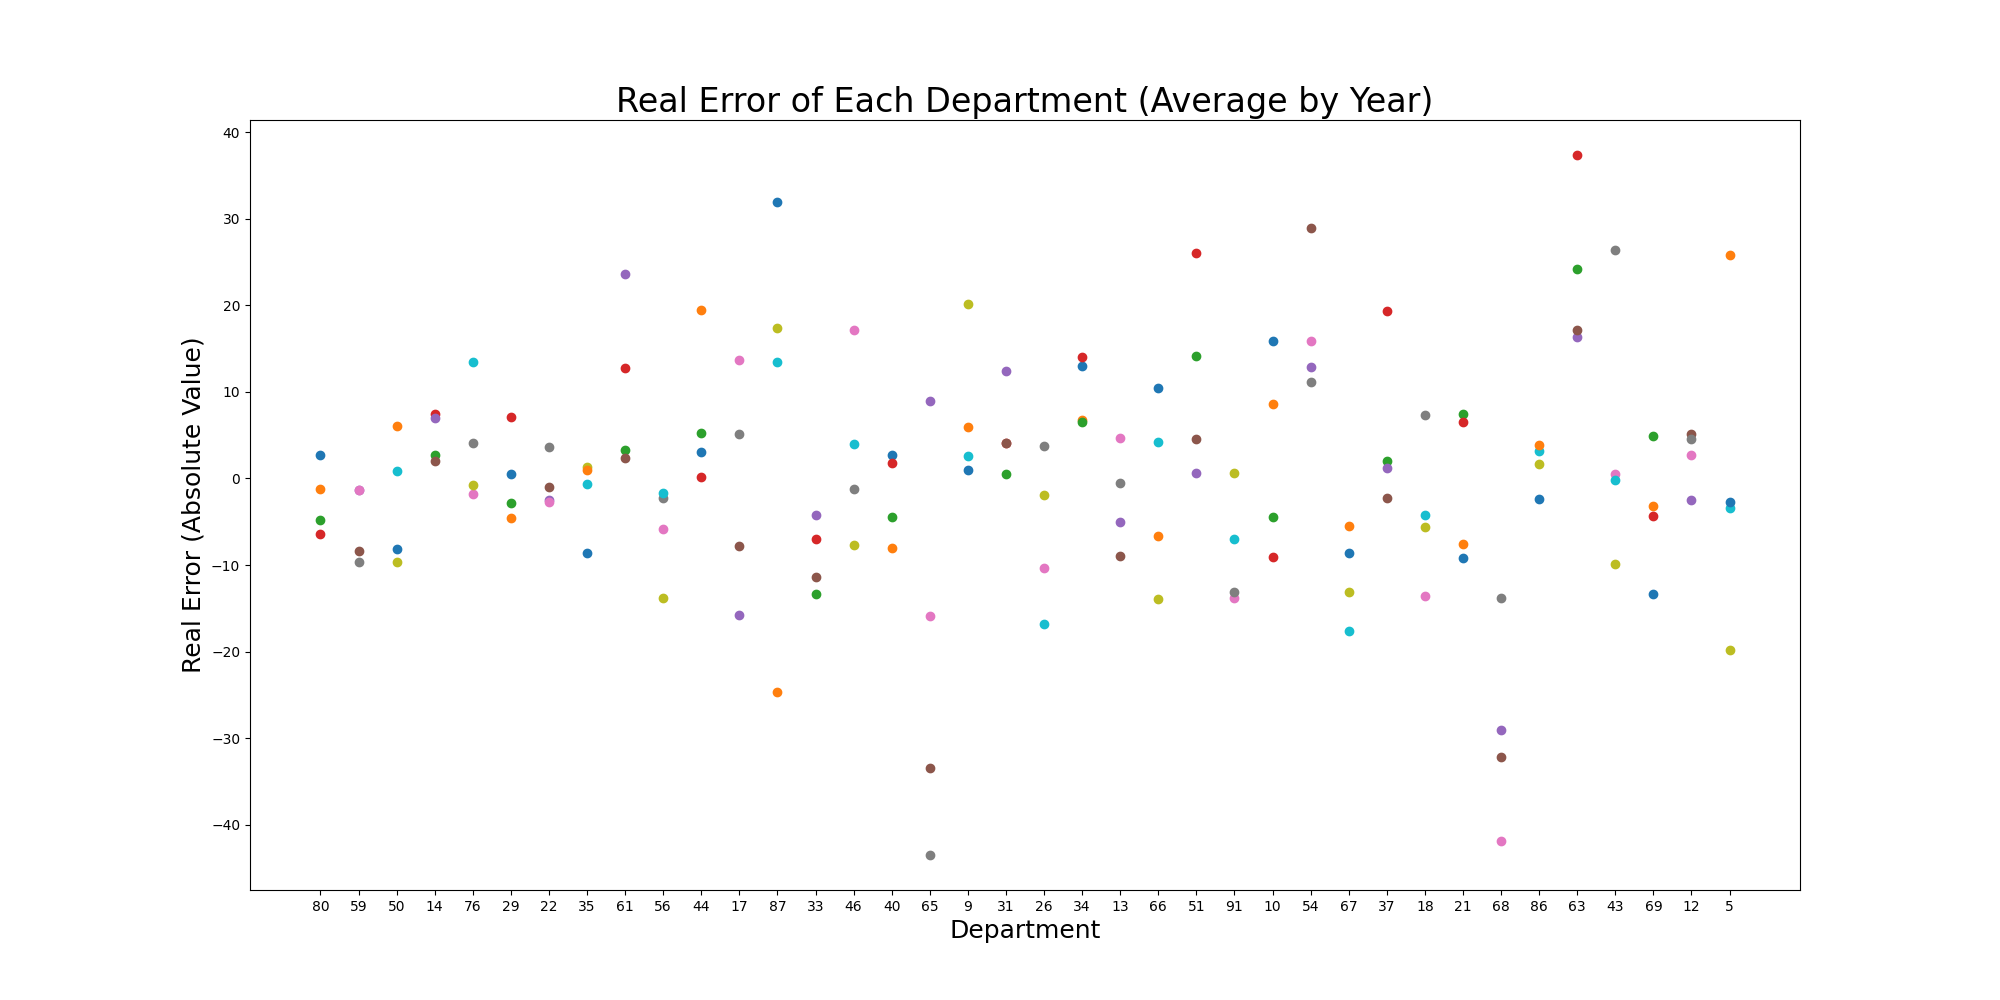 Real Error of Each Department (Average by Year)
Real Error (Absolute Value)
40
30
20
10
0
−10
−20
−30
−40
80 59 50 14 76 29 22 35 61 56 44 17 87 33 46 40 65 9 31 26 34 13 66 51 91 10 54 67 37 18 21 68 86 63 43 69 12 5
Department